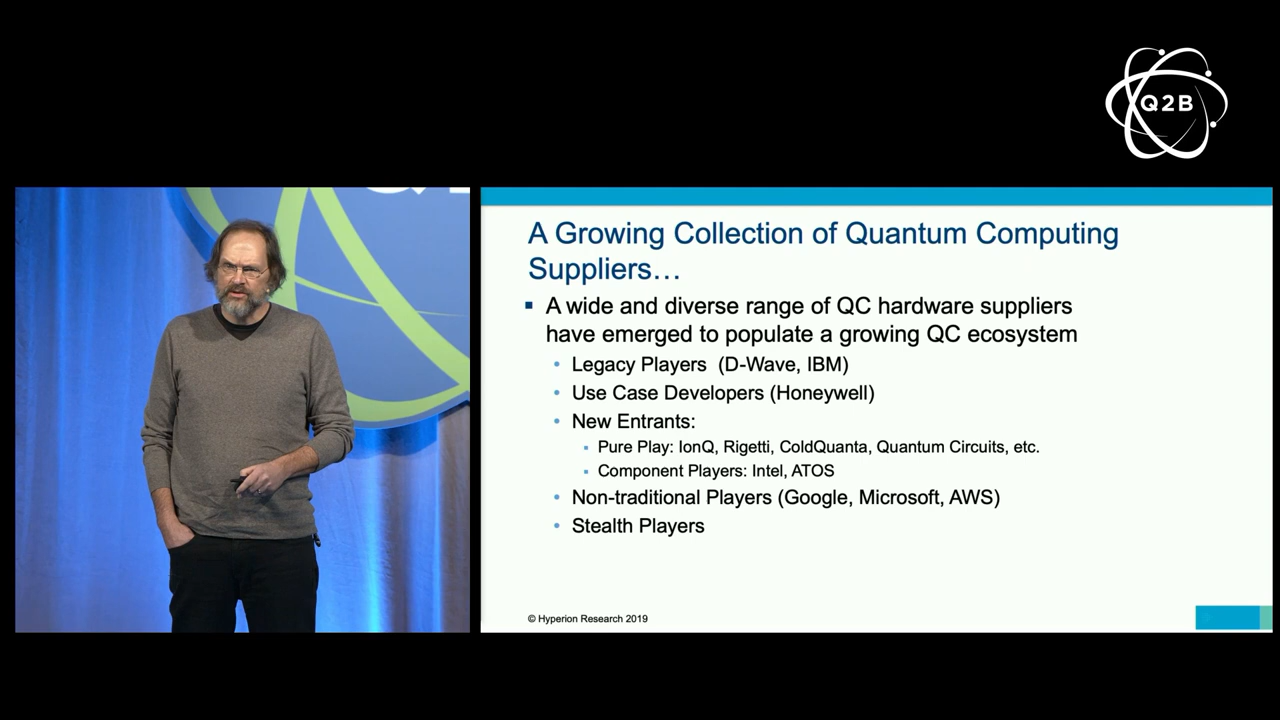 Q2B
A Growing Collection of Quantum Computing
Suppliers…
▪ A wide and diverse range of QC hardware suppliers
have emerged to populate a growing QC ecosystem
• Legacy Players (D-Wave, IBM)
• Use Case Developers (Honeywell)
• New Entrants:
▪ Pure Play: IonQ, Rigetti, ColdQuanta, Quantum Circuits, etc.
▪ Component Players: Intel, ATOS
• Non-traditional Players (Google, Microsoft, AWS)
• Stealth Players
© Hyperion Research 2019